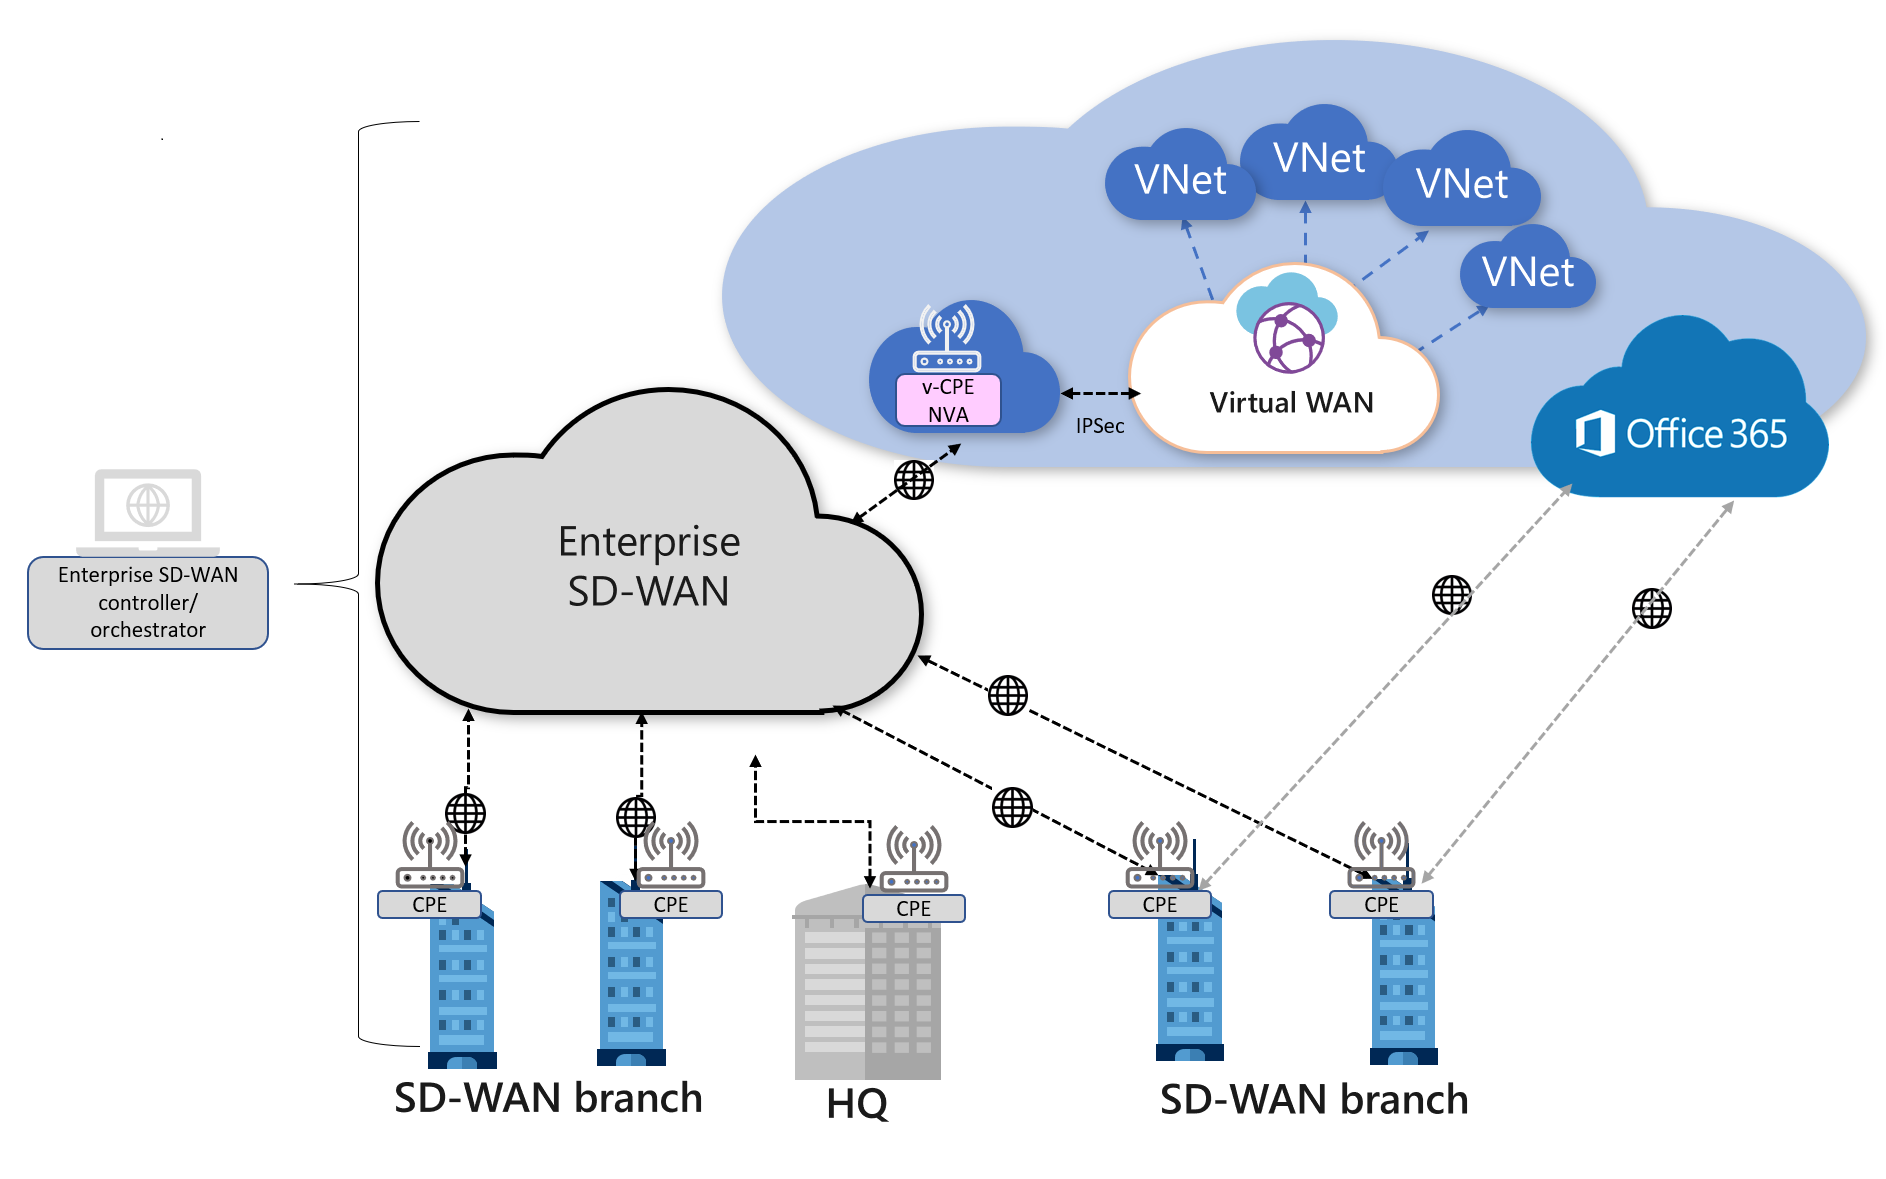 VNet
VNet
VNet
VNet
v-CPE
NVA
IPSec
Virtual WAN
Office 365
Enterprise
SD-WAN
Enterprise SD-WAN
controller/
orchestrator
CPE
CPE
CPE
CPE
CPE
SD-WAN branch
HQ
SD-WAN branch